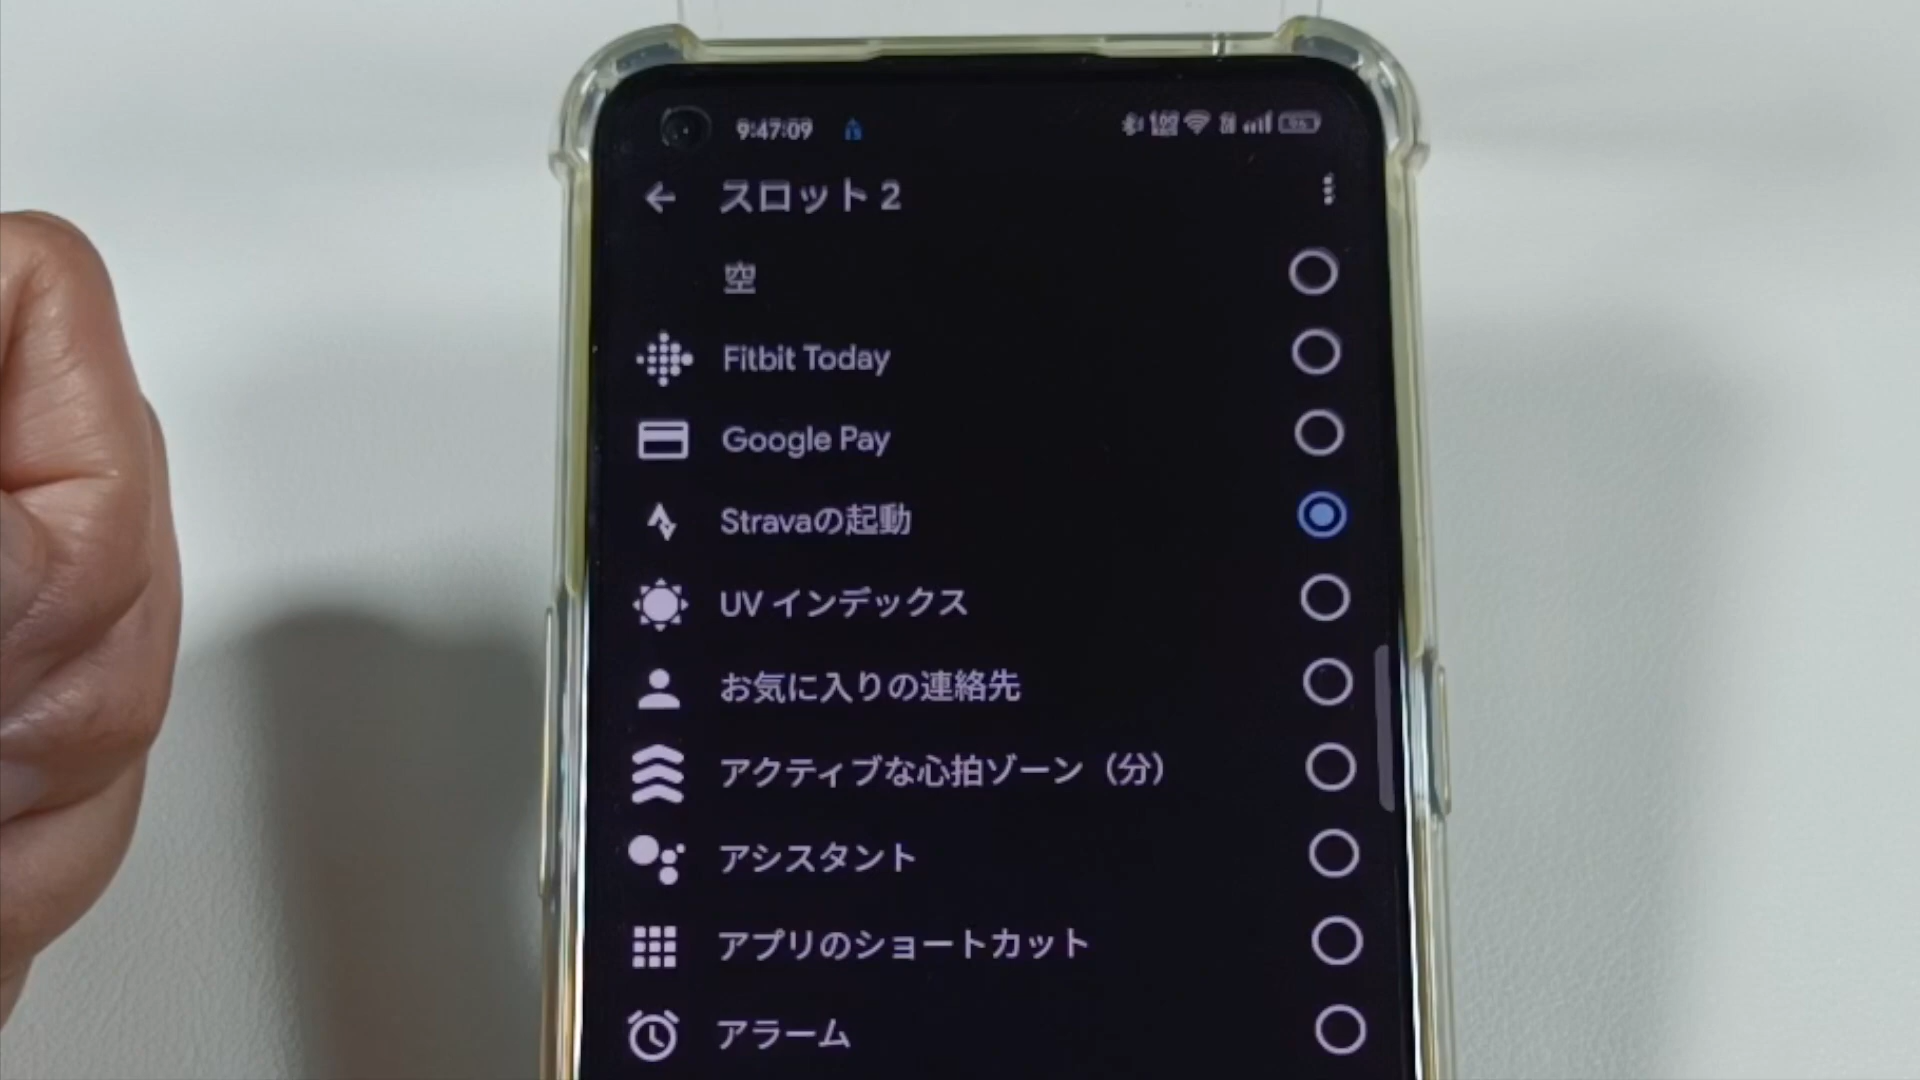 9:47:09
スロット 2
空
Fitbit Today
Google Pay
Stravaの起動
UV インデックス
お気に入りの連絡先
アクティブな心拍ゾーン（分）
アシスタント
アプリのショートカット
アラーム